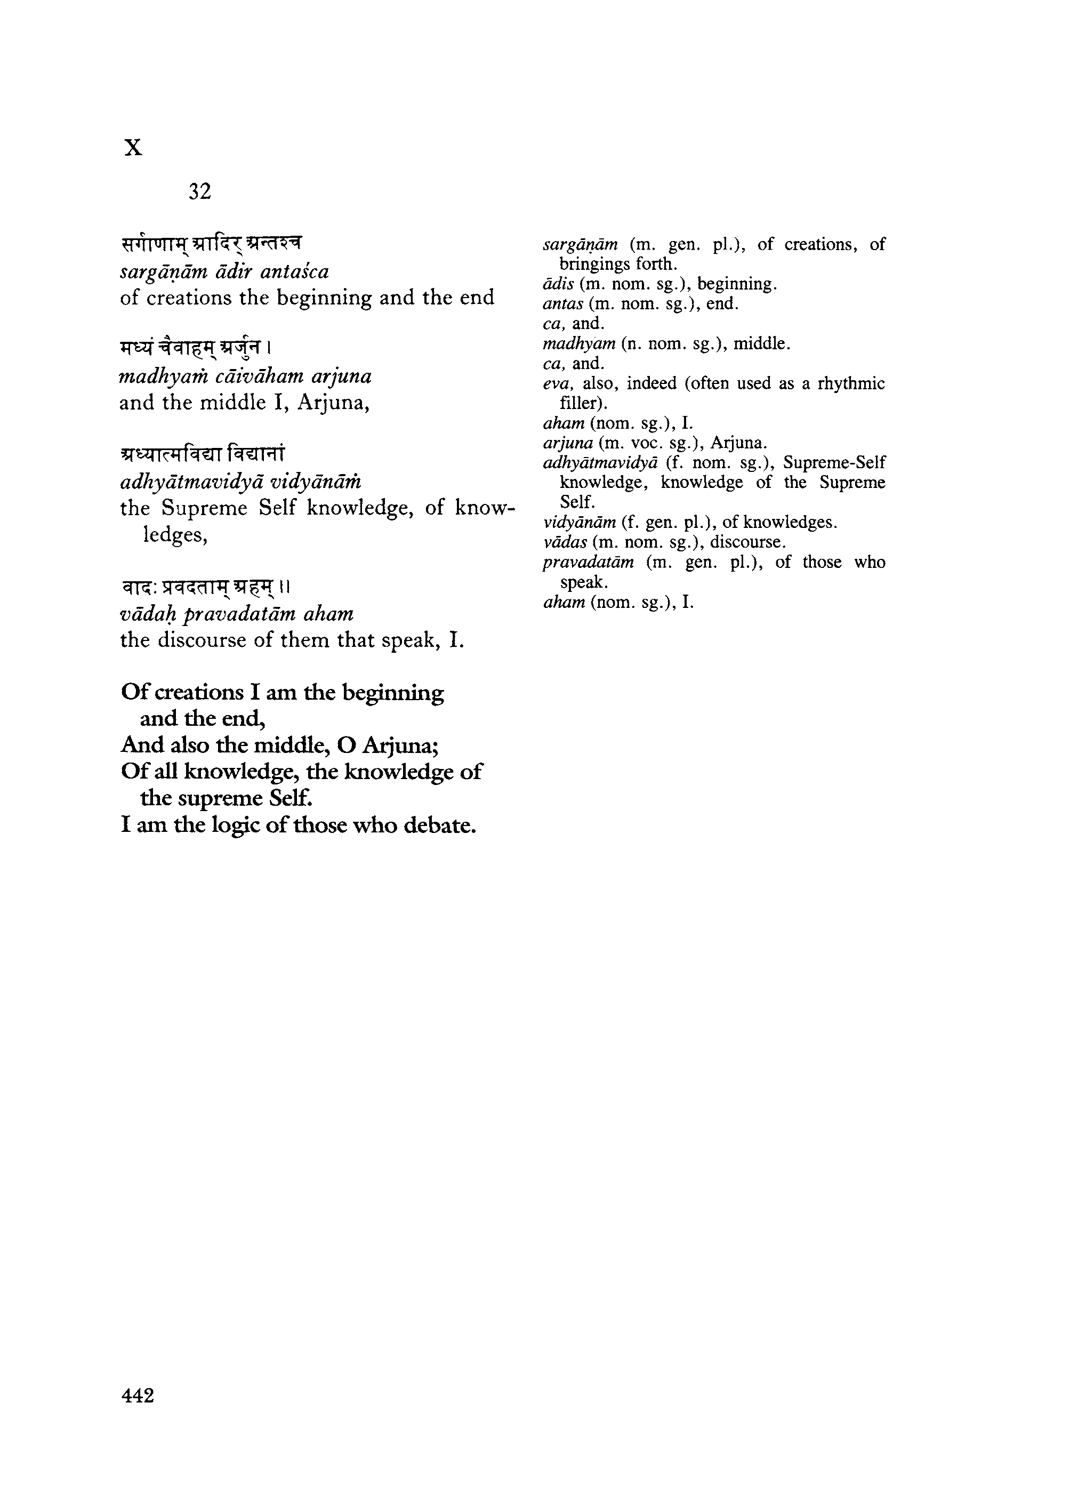 X
32
सर्गाणाम् आदिर् अन्तश्च
sargāṇām ādir antaśca
of creations the beginning and the end
मध्यं चैवाहम् अर्जुन ।
madhyaṁ cāivāham arjuna
and the middle I, Arjuna,
अध्यात्मविद्या विद्यानां
adhyātmavidyā vidyānāṁ
the Supreme Self knowledge, of know-
ledges,
वादः प्रवदताम् अहम् ॥
vādaḥ pravadatām aham
the discourse of them that speak, I.
Of creations I am the beginning
and the end,
And also the middle, O Arjuna;
Of all knowledge, the knowledge of
the supreme Self.
I am the logic of those who debate.
sargāṇām (m. gen. pl.), of creations, of
bringings forth.
ādis (m. nom. sg.), beginning.
antas (m. nom. sg.), end.
ca, and.
madhyam (n. nom. sg.), middle.
ca, and.
eva, also, indeed (often used as a rhythmic
filler).
aham (nom. sg.), I.
arjuna (m. voc. sg.), Arjuna.
adhyātmavidyā (f. nom. sg.), Supreme-Self
knowledge, knowledge of the Supreme
Self.
vidyānām (f. gen. pl.), of knowledges.
vādas (m. nom. sg.), discourse.
pravadatām (m. gen. pl.), of those who
speak.
aham (nom. sg.), I.
442